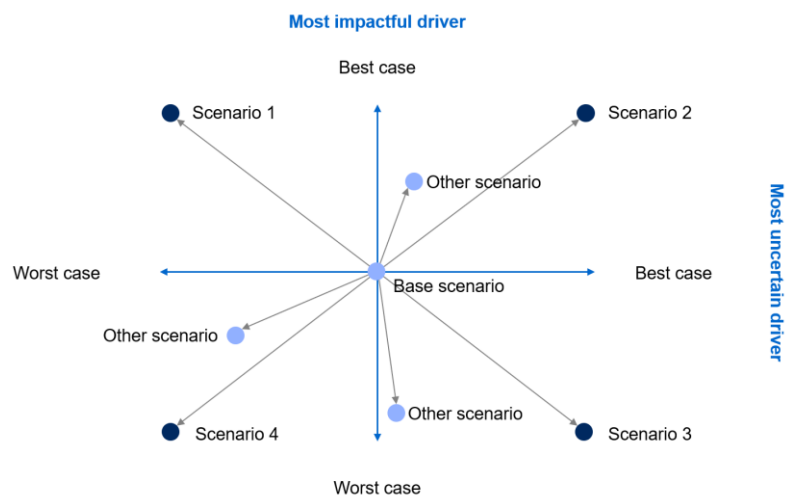 Most impactful driver
Best case
Scenario 1
Scenario 2
Other scenario
Most uncertain driver
Worst case
Best case
Base scenario
Other scenario
Other scenario
Scenario 4
Scenario 3
Worst case